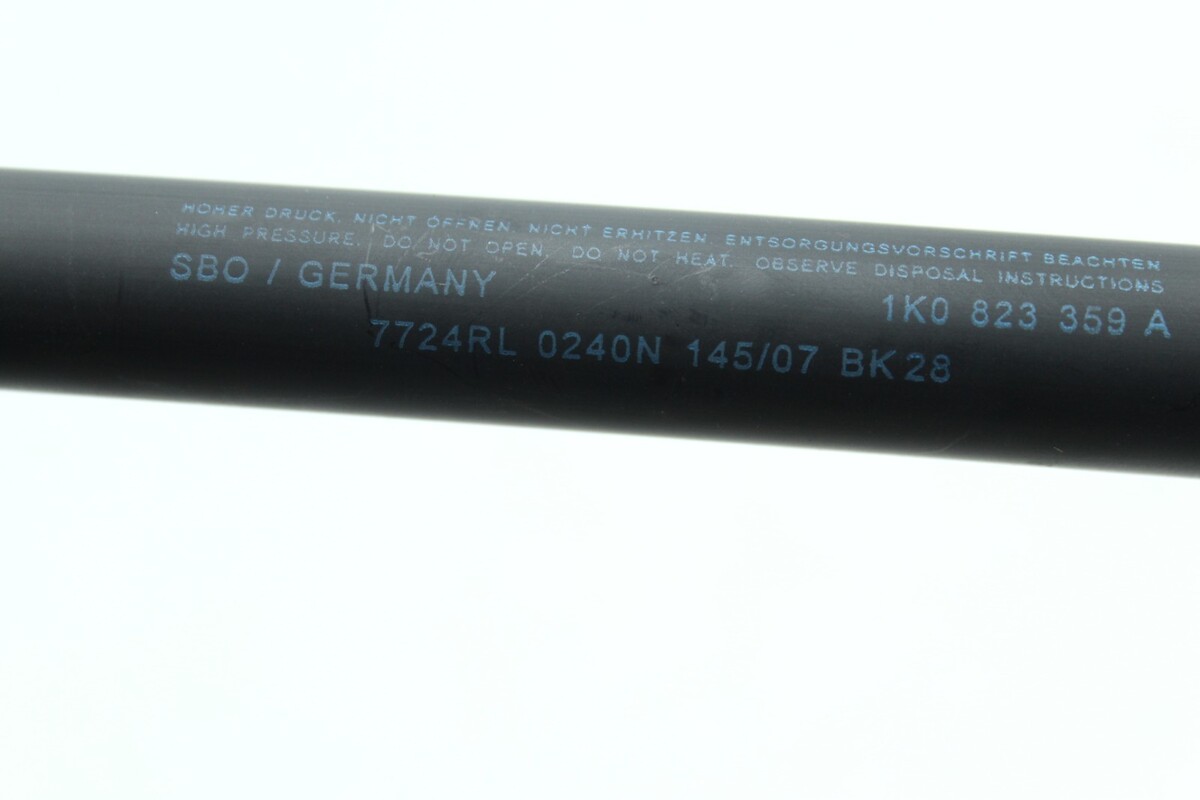 HOHER DRUCK. NICHT ÖFFNEN. NICHT ERHITZEN. ENTSORGUNGSVORSCHRIFT BEACHTEN
HIGH PRESSURE. DO NOT OPEN. DO NOT HEAT. OBSERVE DISPOSAL INSTRUCTIONS
SBO / GERMANY
1K0 823 359 A
7724RL 0240N 145/07 BK28